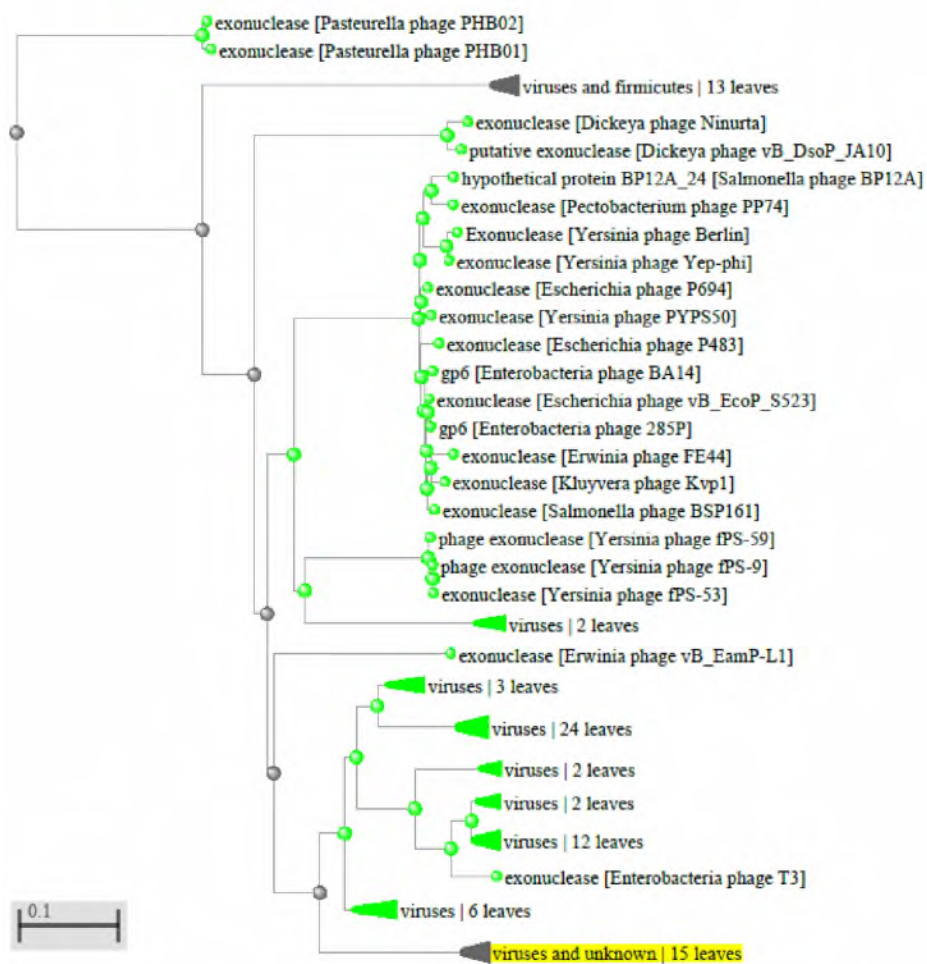 exonuclease [Pasteurella phage PHB02]
exonuclease [Pasteurella phage PHB01]
viruses and firmicutes | 13 leaves
exonuclease [Dickeya phage Ninurta]
putative exonuclease [Dickeya phage vB_DsoP_JA10]
hypothetical protein BP12A_24 [Salmonella phage BP12A]
exonuclease [Pectobacterium phage PP74]
Exonuclease [Yersinia phage Berlin]
exonuclease [Yersinia phage Yep-phi]
exonuclease [Escherichia phage P694]
exonuclease [Yersinia phage PYPS50]
exonuclease [Escherichia phage P483]
gp6 [Enterobacteria phage BA14]
exonuclease [Escherichia phage vB_EcoP_S523]
gp6 [Enterobacteria phage 285P]
exonuclease [Erwinia phage FE44]
exonuclease [Kluyvera phage Kvp1]
exonuclease [Salmonella phage BSP161]
phage exonuclease [Yersinia phage fPS-59]
phage exonuclease [Yersinia phage fPS-9]
exonuclease [Yersinia phage fPS-53]
viruses | 2 leaves
exonuclease [Erwinia phage vB_EamP-L1]
viruses | 3 leaves
viruses | 24 leaves
viruses | 2 leaves
viruses | 2 leaves
viruses | 12 leaves
exonuclease [Enterobacteria phage T3]
viruses | 6 leaves
0.1
viruses and unknown | 15 leaves